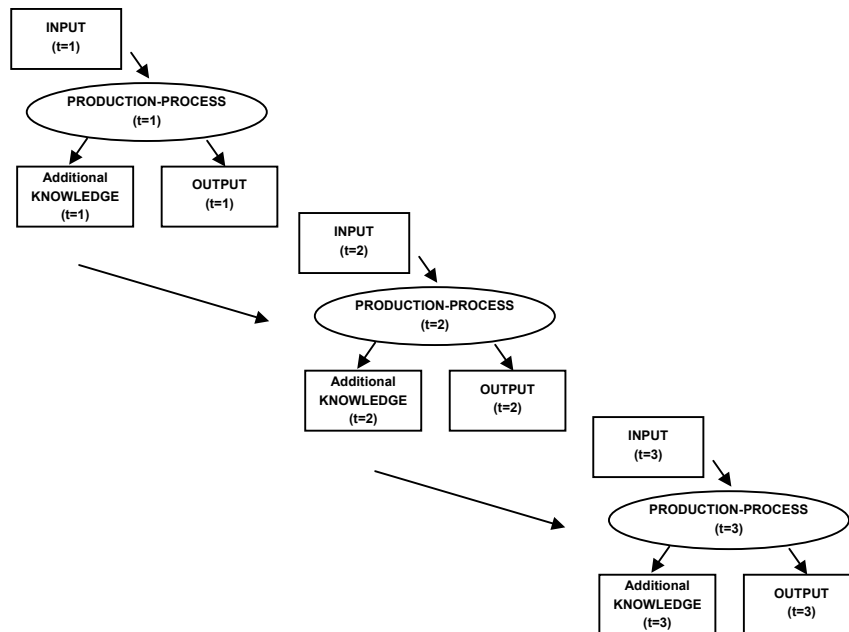 INPUT
(t=1)
PRODUCTION-PROCESS
(t=1)
Additional
KNOWLEDGE
(t=1)
OUTPUT
(t=1)
INPUT
(t=2)
PRODUCTION-PROCESS
(t=2)
Additional
KNOWLEDGE
(t=2)
OUTPUT
(t=2)
INPUT
(t=3)
PRODUCTION-PROCESS
(t=3)
Additional
KNOWLEDGE
(t=3)
OUTPUT
(t=3)